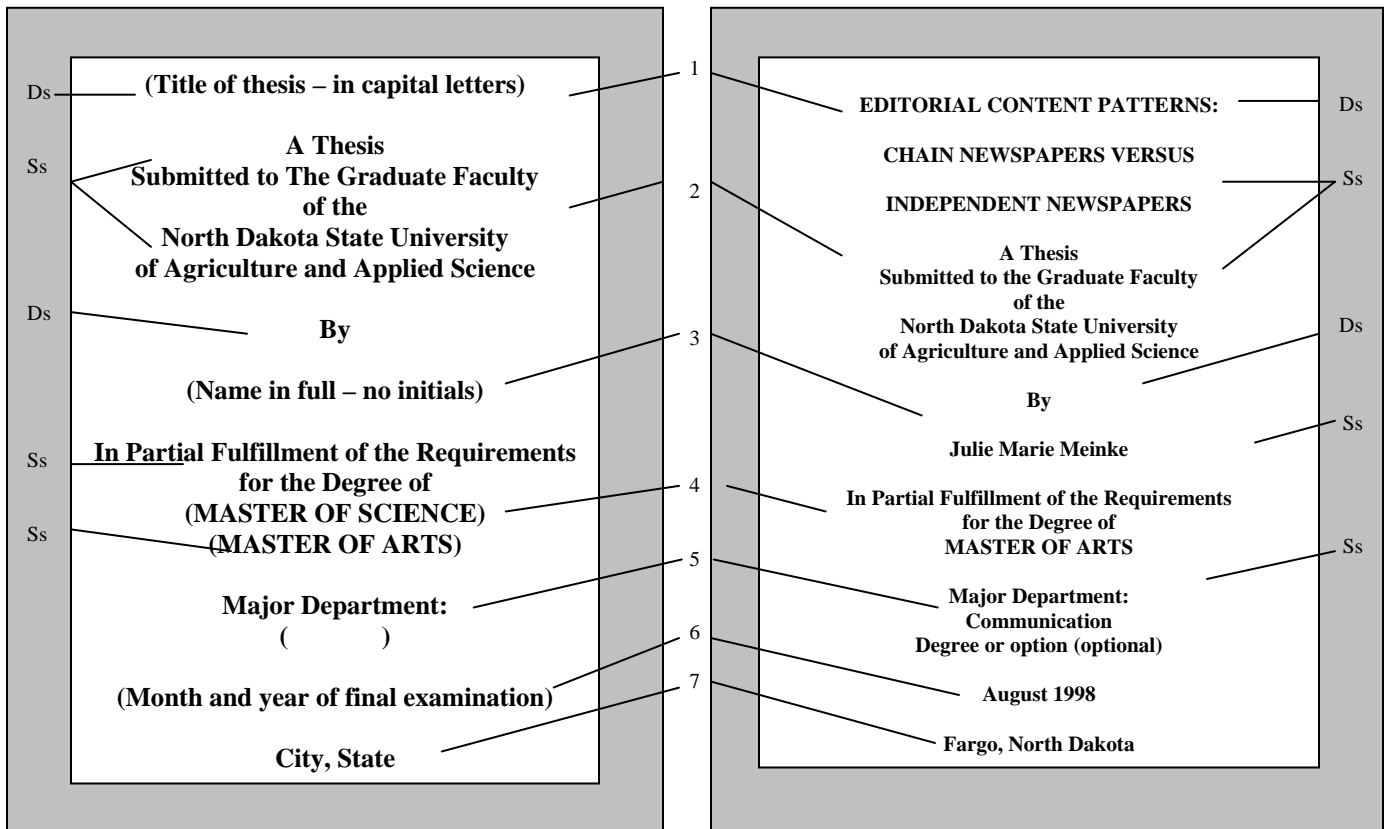 Ds
(Title of thesis – in capital letters)
Ss
A Thesis
Submitted to The Graduate Faculty
of the
North Dakota State University
of Agriculture and Applied Science
Ds
By
(Name in full – no initials)
Ss
In Partial Fulfillment of the Requirements
for the Degree of
(MASTER OF SCIENCE)
Ss
(MASTER OF ARTS)
Major Department:
( )
(Month and year of final examination)
City, State
1
2
3
4
5
6
7
EDITORIAL CONTENT PATTERNS:
Ds
CHAIN NEWSPAPERS VERSUS
Ss
INDEPENDENT NEWSPAPERS
A Thesis
Submitted to the Graduate Faculty
of the
North Dakota State University
Ds
of Agriculture and Applied Science
By
Ss
Julie Marie Meinke
In Partial Fulfillment of the Requirements
for the Degree of
MASTER OF ARTS
Ss
Major Department:
Communication
Degree or option (optional)
August 1998
Fargo, North Dakota